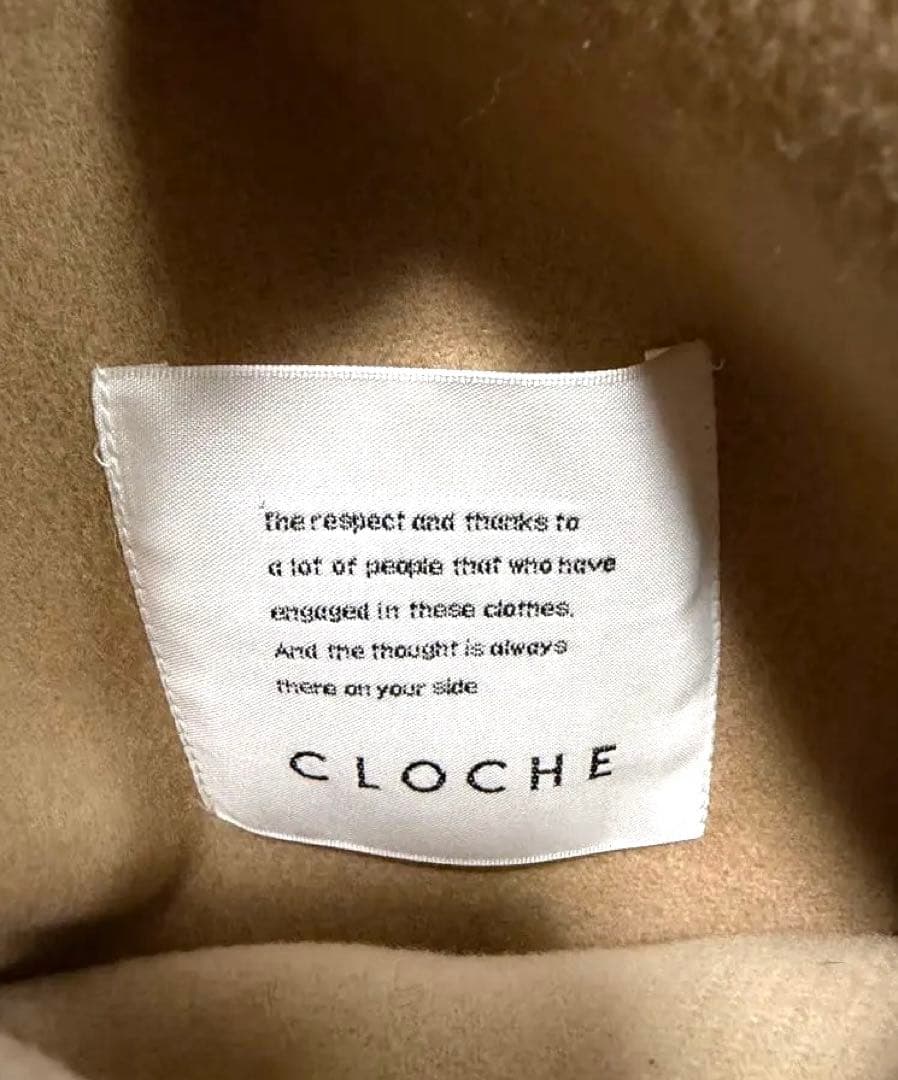 The respect and thanks to
a lot of people that who have
engaged in these clothes.
And the thought is always
there on your side
CLOCHE